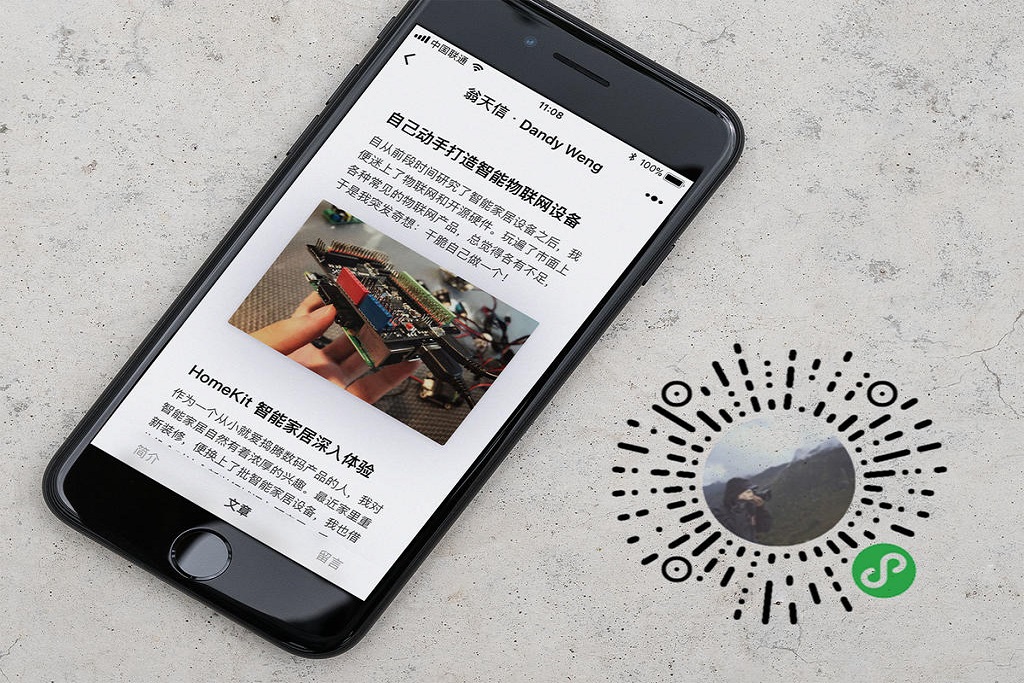 中国联通
11:08
100%
翁天信 · Dandy Weng
自己动手打造智能物联网设备
自从前段时间研究了智能家居设备之后，我
便迷上了物联网和开源硬件。玩遍了市面上
各种常见的物联网产品，总觉得各有不足，
于是我突发奇想：干脆自己做一个！
HomeKit 智能家居深入体验
作为一个从小就爱捣腾数码产品的人，我对
智能家居自然有着浓厚的兴趣。最近家里重
新装修，便换上了批智能家居设备，我也借
简介
文章
留言